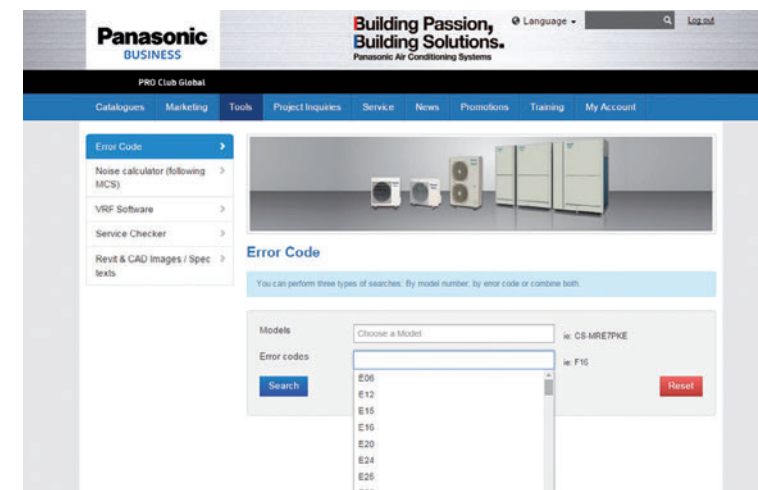 Panasonic
BUSINESS
Building Passion,
Building Solutions.
Panasonic Air Conditioning Systems
Language
Log out
PRO Club Global
Catalogues Marketing Tools Project Inquiries Service News Promotions Training My Account
Error Code
Noise calculator (following
MCS)
VRF Software
Service Checker
Revit & CAD Images / Spec
texts
Error Code
You can perform three types of searches: By model number, by error code or combine both.
Models
Choose a Model
ie: CS-MRE7PKE
Error codes
ie: F16
Search
Reset
E06
E12
E15
E16
E20
E24
E26